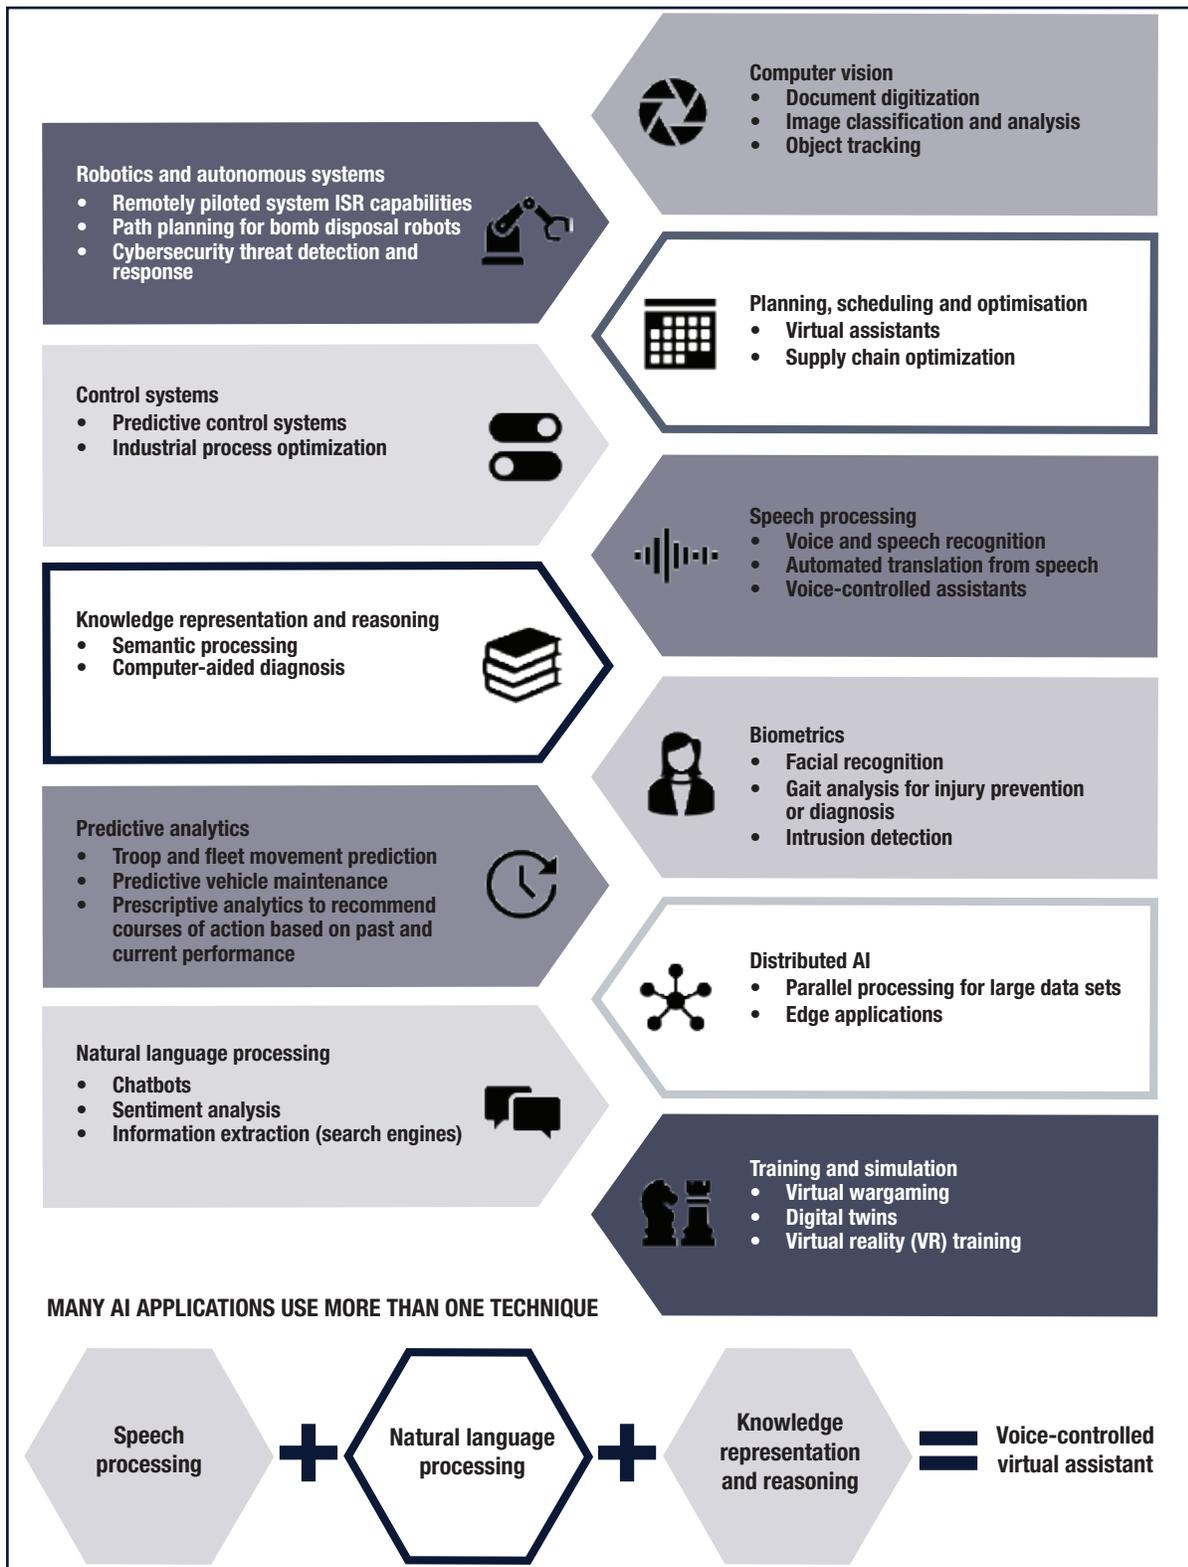 Computer vision
• Document digitization
• Image classification and analysis
• Object tracking
Robotics and autonomous systems
• Remotely piloted system ISR capabilities
• Path planning for bomb disposal robots
• Cybersecurity threat detection and
response
Planning, scheduling and optimisation
• Virtual assistants
• Supply chain optimization
Control systems
• Predictive control systems
• Industrial process optimization
Speech processing
• Voice and speech recognition
• Automated translation from speech
• Voice-controlled assistants
Knowledge representation and reasoning
• Semantic processing
• Computer-aided diagnosis
Biometrics
• Facial recognition
• Gait analysis for injury prevention
or diagnosis
• Intrusion detection
Predictive analytics
• Troop and fleet movement prediction
• Predictive vehicle maintenance
• Prescriptive analytics to recommend
courses of action based on past and
current performance
Distributed AI
• Parallel processing for large data sets
• Edge applications
Natural language processing
• Chatbots
• Sentiment analysis
• Information extraction (search engines)
Training and simulation
• Virtual wargaming
• Digital twins
• Virtual reality (VR) training
MANY AI APPLICATIONS USE MORE THAN ONE TECHNIQUE
Speech
processing
+
Natural language
processing
+
Knowledge
representation
and reasoning
=
Voice-controlled
virtual assistant